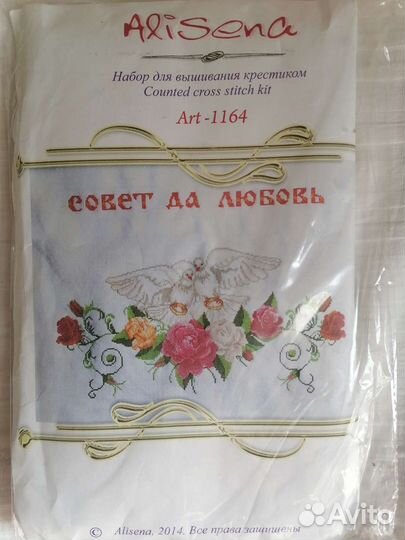 Alisena
Набор для вышивания крестиком
Counted cross stitch kit
Art-1164
СОВЕТ ДА ЛЮБОВЬ
© Alisena, 2014. Все права защищены
Avito